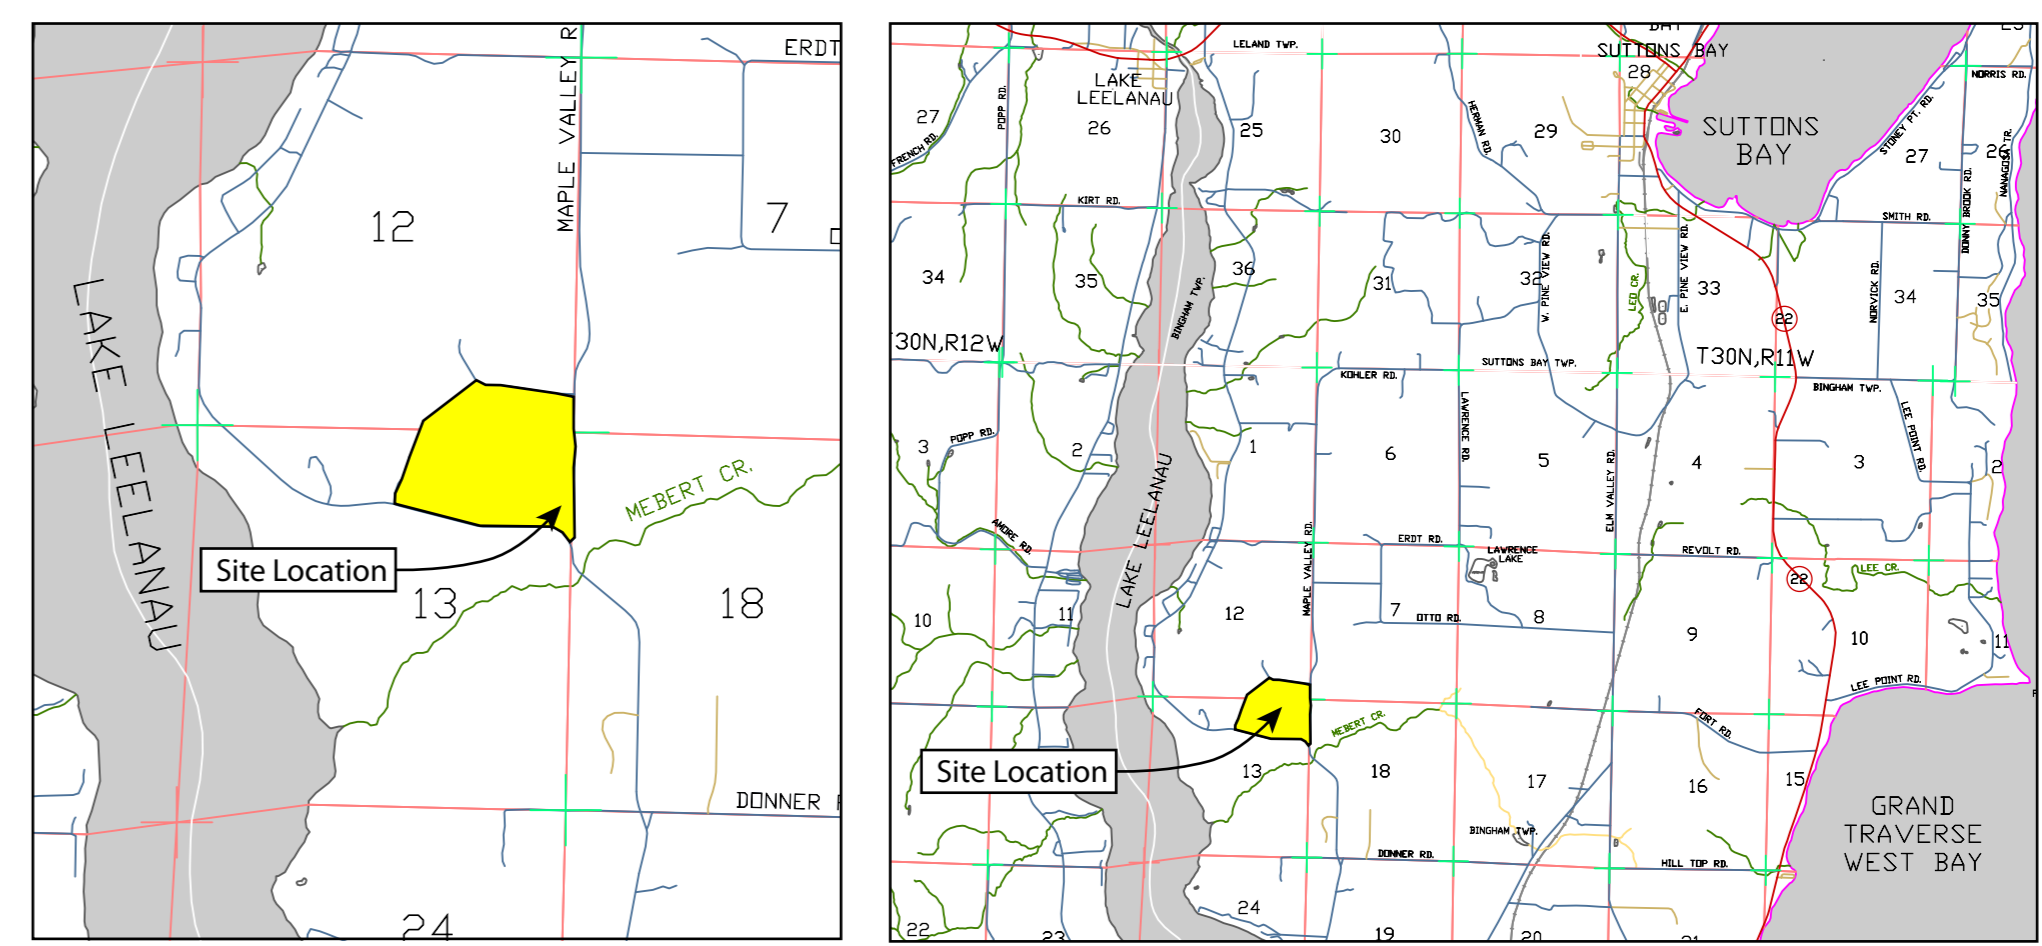 ERDT
MAPLE VALLEY R
12
7
LAKE LEELANAU
MEBERT CR.
Site Location
13
18
DONNER
24
LELAND TWP.
BAY
SUTTONS BAY
28
NORRIS RD.
LAKE
LEELANAU
POPP RD.
27
26
25
30
HERMAN RD.
29
SUTTONS
BAY
STONEY PT. RD.
27
26
NANAGOSA TR.
FRENCH RD.
KIRT RD.
SMITH RD.
34
35
36
31
32
W. PINE VIEW RD.
LEO CR.
E. PINE VIEW RD.
33
NORVICK RD.
34
35
BINGHAM TWP.
22
T30N,R11W
30N,R12W
SUTTONS BAY TWP.
KOHLER RD.
BINGHAM TWP.
LAWRENCE RD.
LEE POINT RD.
3
POPP RD.
2
1
6
5
4
3
2
LAKE LEELANAU
ELM VALLEY RD.
AMORE RD.
MAPLE VALLEY RD.
ERDT RD.
LAWRENCE
LAKE
REVOLT RD.
LEE CR.
22
10
11
12
7
OTTO RD.
8
9
10
11
LEE POINT RD.
MEBERT CR.
FORT RD.
Site Location
13
18
17
16
15
GRAND
TRAVERSE
WEST BAY
BINGHAM TWP.
DONNER RD.
HILL TOP RD.
22
23
24
19
20